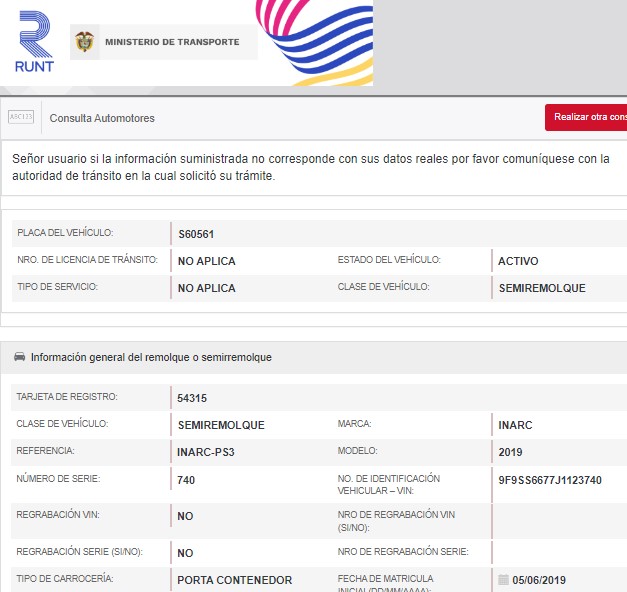 RUNT
MINISTERIO DE TRANSPORTE
ABC123
Consulta Automotores
Realizar otra cons
Señor usuario si la información suministrada no corresponde con sus datos reales por favor comuníquese con la
autoridad de tránsito en la cual solicitó su trámite.
PLACA DEL VEHÍCULO: S60561
NRO. DE LICENCIA DE TRÁNSITO: NO APLICA ESTADO DEL VEHÍCULO: ACTIVO
TIPO DE SERVICIO: NO APLICA CLASE DE VEHÍCULO: SEMIREMOLQUE
Información general del remolque o semirremolque
TARJETA DE REGISTRO: 54315
CLASE DE VEHÍCULO: SEMIREMOLQUE MARCA: INARC
REFERENCIA: INARC-PS3 MODELO: 2019
NÚMERO DE SERIE: 740 NO. DE IDENTIFICACIÓN
VEHICULAR – VIN: 9F9SS6677J1123740
REGRABACIÓN VIN: NO NRO DE REGRABACIÓN VIN
(SI/NO):
REGRABACIÓN SERIE (SI/NO): NO NRO DE REGRABACIÓN SERIE:
TIPO DE CARROCERÍA: PORTA CONTENEDOR FECHA DE MATRICULA 05/06/2019
INICIAL(DD/MM/AAAA):